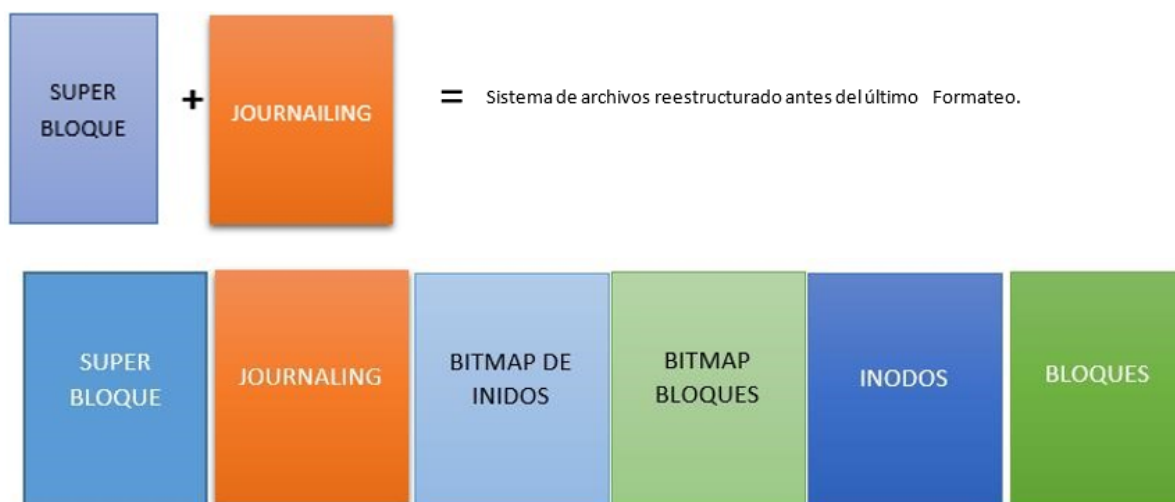 SUPER
BLOQUE
+
JOURNAILING
= Sistema de archivos reestructurado antes del último Formateo.
SUPER
BLOQUE
JOURNALING
BITMAP DE
INIDOS
BITMAP
BLOQUES
INODOS
BLOQUES